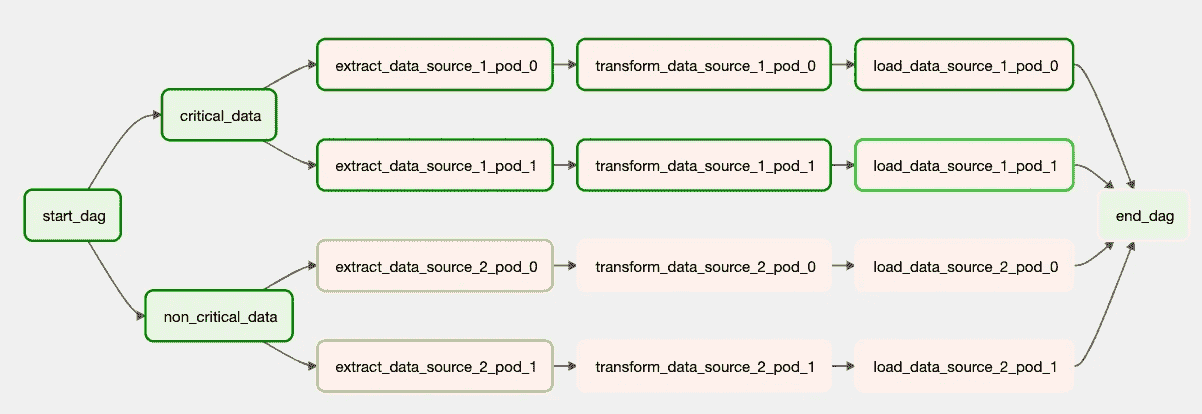 extract_data_source_1_pod_0
transform_data_source_1_pod_0
load_data_source_1_pod_0
critical_data
extract_data_source_1_pod_1
transform_data_source_1_pod_1
load_data_source_1_pod_1
start_dag
end_dag
extract_data_source_2_pod_0
transform_data_source_2_pod_0
load_data_source_2_pod_0
non_critical_data
extract_data_source_2_pod_1
transform_data_source_2_pod_1
load_data_source_2_pod_1